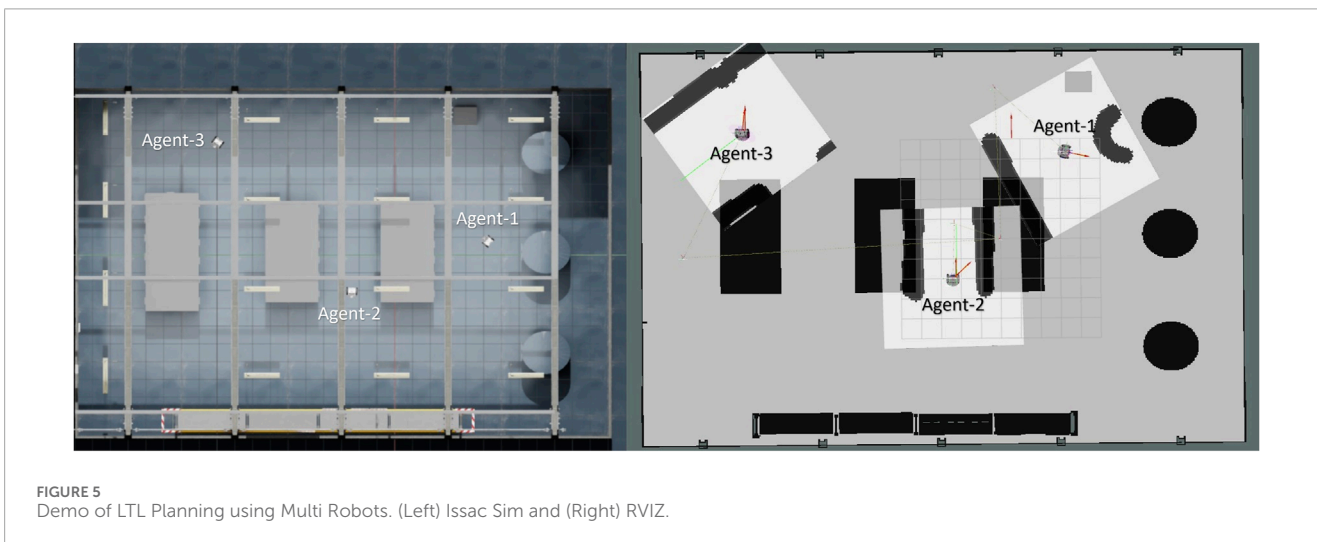 Agent-3
Agent-1
Agent-2
Agent-1
Agent-3
Agent-2
FIGURE 5
Demo of LTL Planning using Multi Robots. (Left) Issac Sim and (Right) RVIZ.